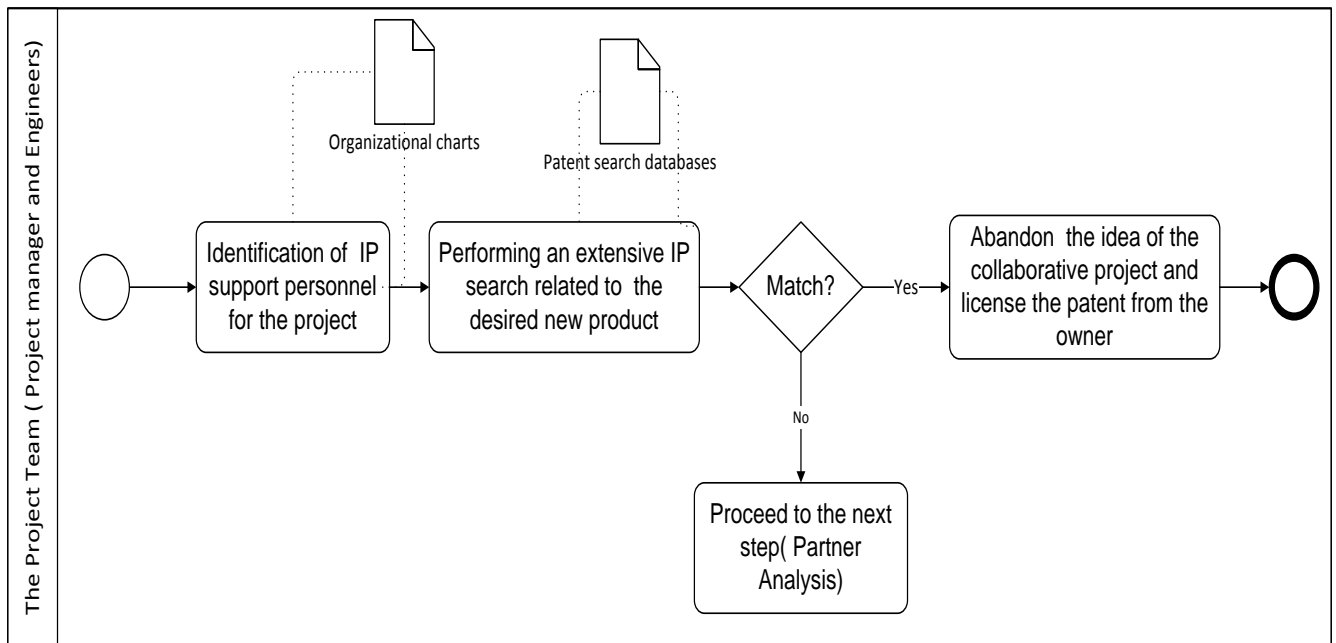 The Project Team ( Project manager and Engineers)
Organizational charts
Patent search databases
Identification of IP
support personnel
for the project
Performing an extensive IP
search related to the
desired new product
Match?
Yes
Abandon the idea of the
collaborative project and
license the patent from the
owner
No
Proceed to the next
step( Partner
Analysis)